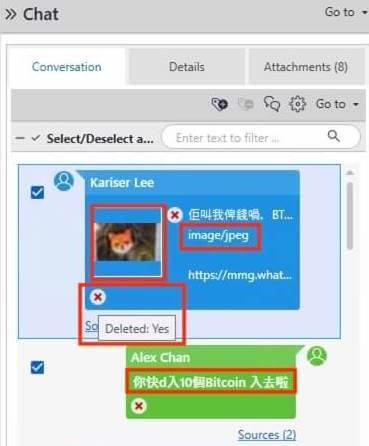 Chat
Go to
Conversation
Details
Attachments (8)
Go to
Select/Deselect a...
Enter text to filter ...
Kariser Lee
佢叫我俾錢喎，BT...
image/jpeg
https://mmg.what...
Deleted: Yes
Alex Chan
你快d入10個Bitcoin 入去啦
Sources (2)